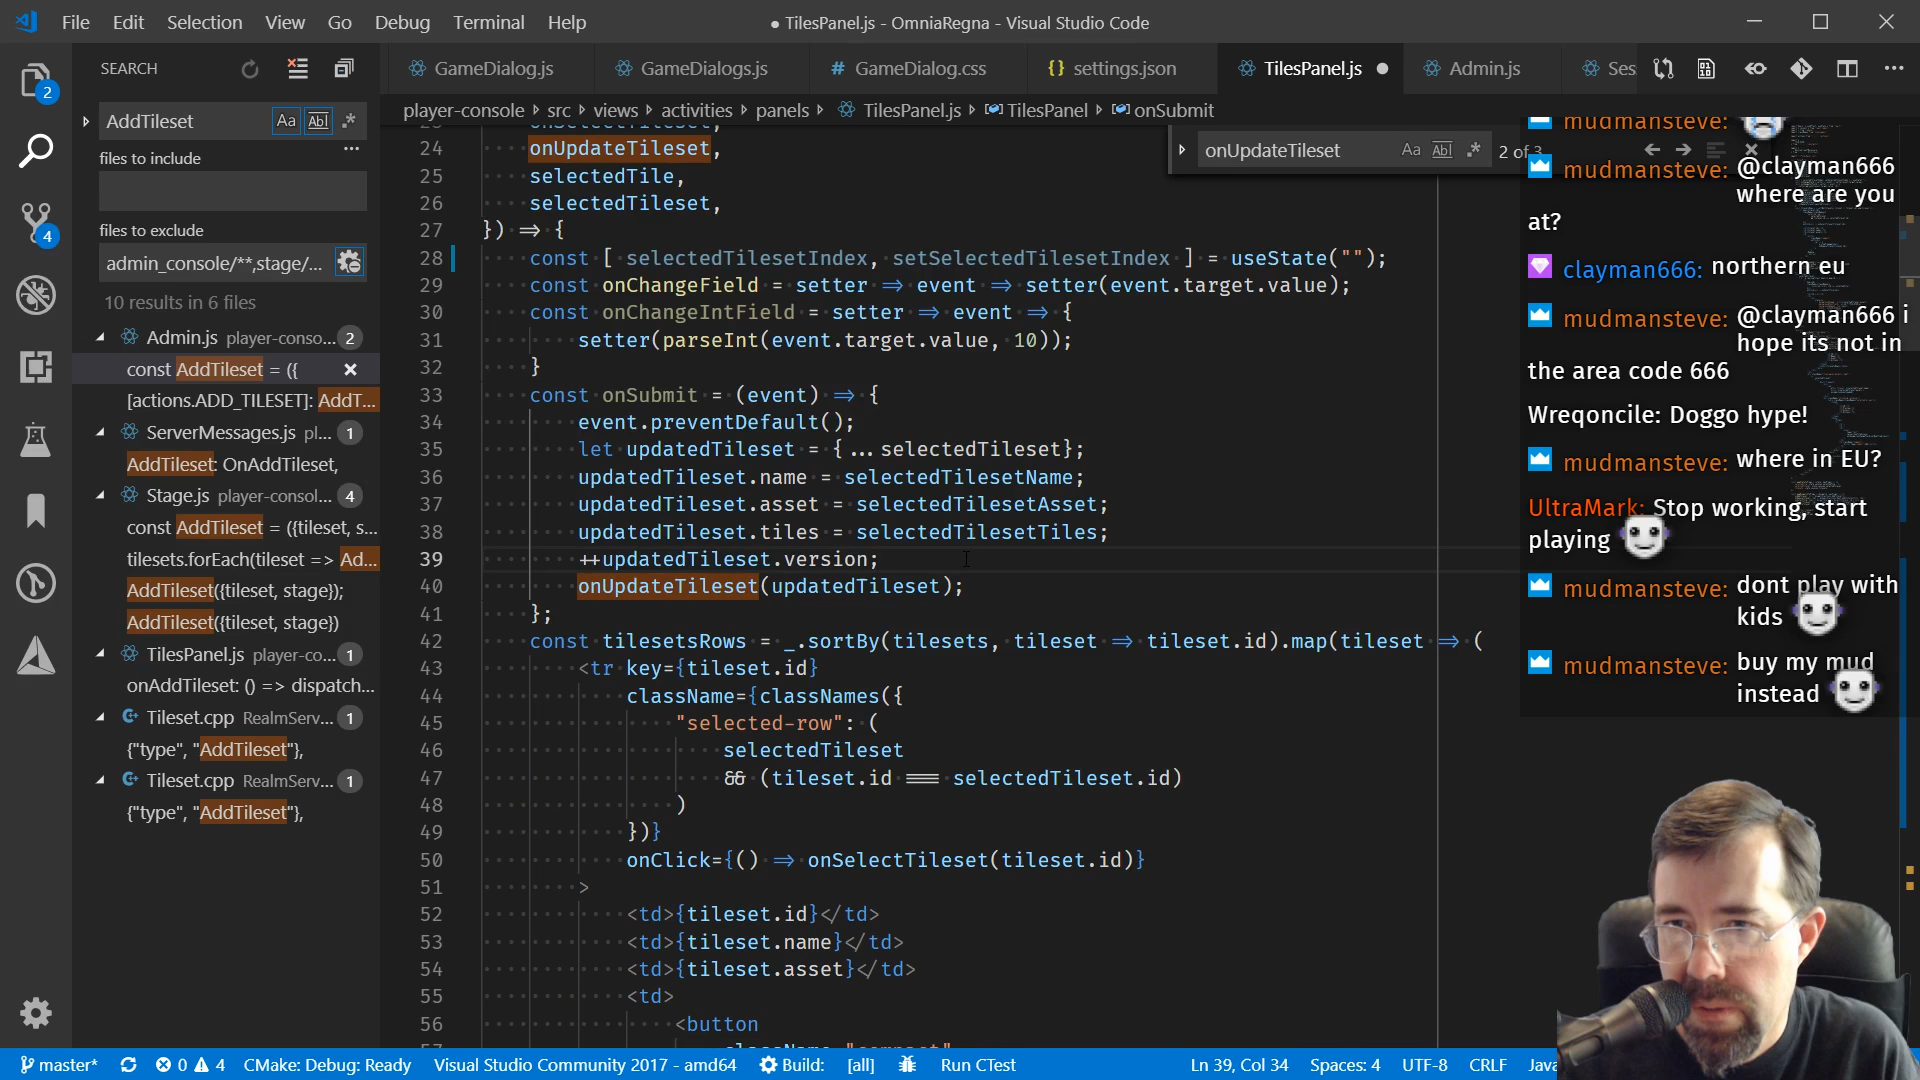 File Edit Selection View Go Debug Terminal Help
● TilesPanel.js - OmniaRegna - Visual Studio Code
SEARCH
GameDialog.js
GameDialogs.js
# GameDialog.css
{} settings.json
TilesPanel.js ●
Admin.js
Ses
2
4
AddTileset
Aa Abl .*
files to include
...
files to exclude
admin_console/**,stage/...
10 results in 6 files
Admin.js player-conso... 2
const AddTileset = ({
[actions.ADD_TILESET]: AddT...
ServerMessages.js pl... 1
AddTileset: OnAddTileset,
Stage.js player-consol... 4
const AddTileset = ({tileset, s...
tilesets.forEach(tileset => Ad...
AddTileset({tileset, stage});
AddTileset({tileset, stage})
TilesPanel.js player-co... 1
onAddTileset: () => dispatch...
Tileset.cpp RealmServ... 1
{"type", "AddTileset"},
Tileset.cpp RealmServ... 1
{"type", "AddTileset"},
player-console > src > views > activities > panels > TilesPanel.js > TilesPanel > onSubmit
onUpdateTileset Aa Abl .* 2 of 3
onSelectTileset,
24 onUpdateTileset,
25 selectedTile,
26 selectedTileset,
27 }) => {
28 const [ selectedTilesetIndex, setSelectedTilesetIndex ] = useState("");
29 const onChangeField = setter => event => setter(event.target.value);
30 const onChangeIntField = setter => event => {
31 setter(parseInt(event.target.value, 10));
32 }
33 const onSubmit = (event) => {
34 event.preventDefault();
35 let updatedTileset = {...selectedTileset};
36 updatedTileset.name = selectedTilesetName;
37 updatedTileset.asset = selectedTilesetAsset;
38 updatedTileset.tiles = selectedTilesetTiles;
39 ++updatedTileset.version;
40 onUpdateTileset(updatedTileset);
41 };
42 const tilesetsRows = _.sortBy(tilesets, tileset => tileset.id).map(tileset => (
43 <tr key={tileset.id}
44 className={classNames({
45 "selected-row": (
46 selectedTileset
47 && (tileset.id === selectedTileset.id)
48 )
49 })}
50 onClick={() => onSelectTileset(tileset.id)}
51 >
52 <td>{tileset.id}</td>
53 <td>{tileset.name}</td>
54 <td>{tileset.asset}</td>
55 <td>
56 <button
mudmansteve:
mudmansteve: @clayman666
where are you
at?
clayman666: northern eu
mudmansteve: @clayman666 i
hope its not in
the area code 666
Wreqoncile: Doggo hype!
mudmansteve: where in EU?
UltraMark: Stop working, start
playing
mudmansteve: dont play with
kids
mudmansteve: buy my mud
instead
master* 0 4 CMake: Debug: Ready Visual Studio Community 2017 - amd64 Build: [all] Run CTest Ln 39, Col 34 Spaces: 4 UTF-8 CRLF